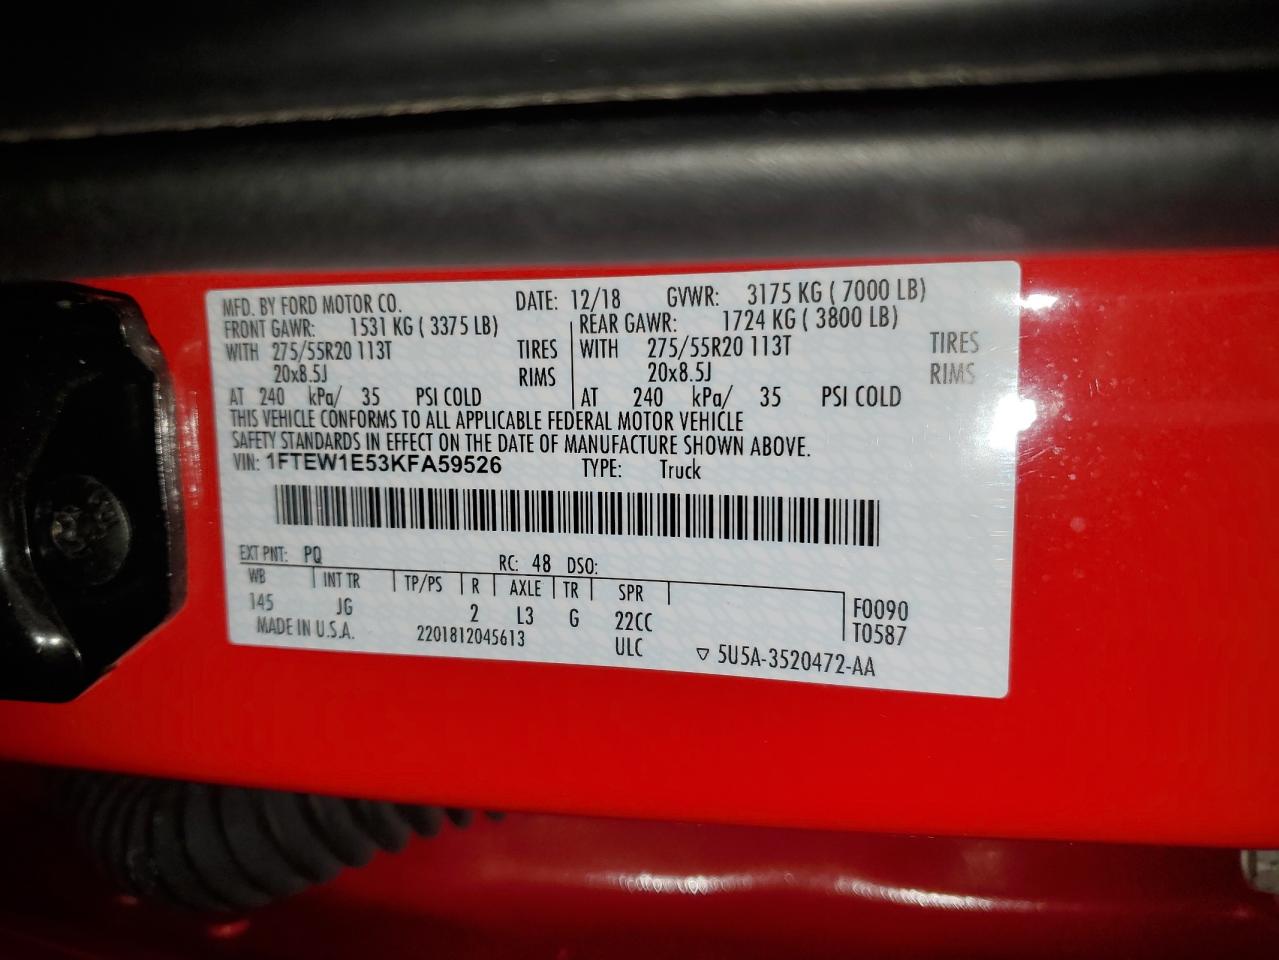 MFD. BY FORD MOTOR CO. DATE: 12/18 GVWR: 3175 KG ( 7000 LB)
FRONT GAWR: 1531 KG ( 3375 LB) REAR GAWR: 1724 KG ( 3800 LB)
WITH 275/55R20 113T TIRES WITH 275/55R20 113T TIRES
20x8.5J RIMS 20x8.5J RIMS
AT 240 kPa/ 35 PSI COLD AT 240 kPa/ 35 PSI COLD
THIS VEHICLE CONFORMS TO ALL APPLICABLE FEDERAL MOTOR VEHICLE
SAFETY STANDARDS IN EFFECT ON THE DATE OF MANUFACTURE SHOWN ABOVE.
VIN: 1FTEW1E53KFA59526 TYPE: Truck
EXT PNT: PQ RC: 48 DSO:
WB INT TR TP/PS R AXLE TR SPR F0090
145 JG 2 L3 G 22CC T0587
MADE IN U.S.A. 2201812045613 ULC ▽ 5U5A-3520472-AA